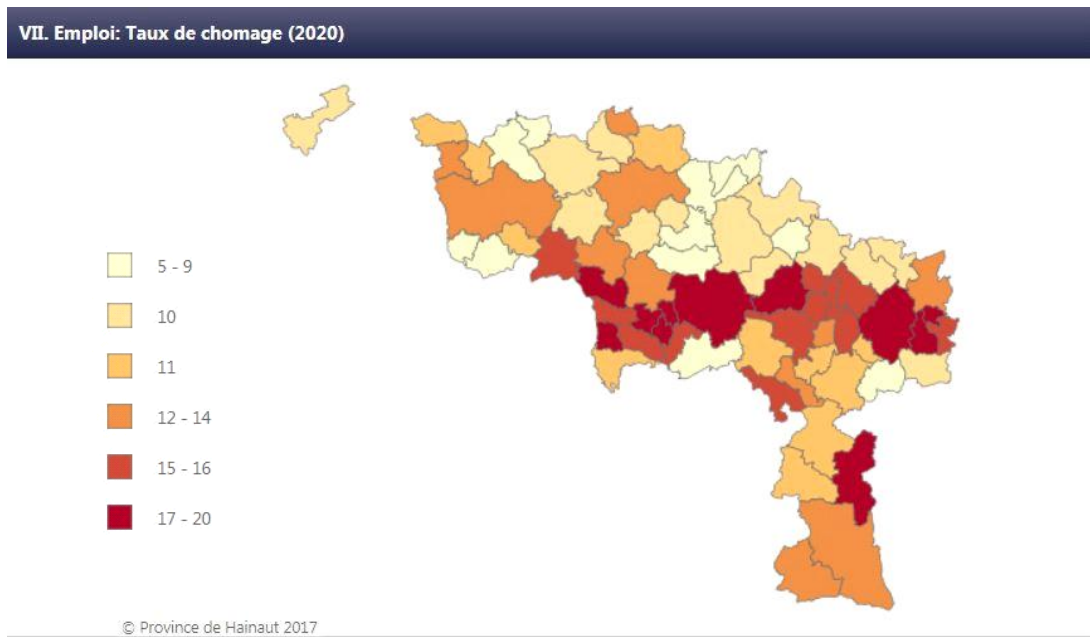 VII. Emploi: Taux de chomage (2020)
5 - 9
10
11
12 - 14
15 - 16
17 - 20
© Province de Hainaut 2017